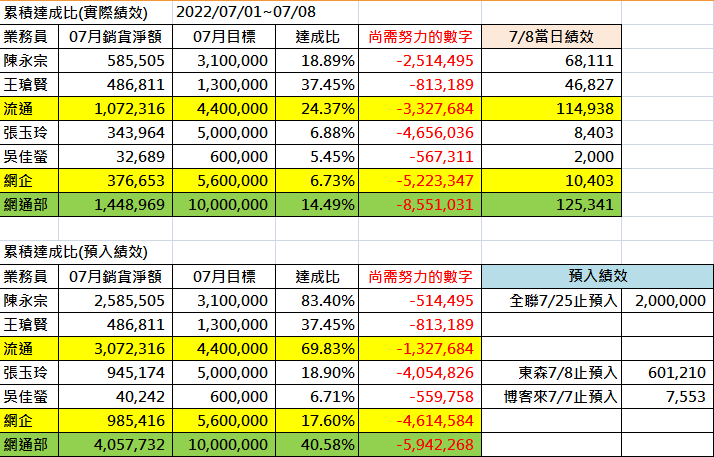 累積達成比(實際績效) 2022/07/01~07/08
業務員 07月銷貨淨額 07月目標 達成比 尚需努力的數字 7/8當日績效
陳永宗 585,505 3,100,000 18.89% -2,514,495 68,111
王瑲賢 486,811 1,300,000 37.45% -813,189 46,827
流通 1,072,316 4,400,000 24.37% -3,327,684 114,938
張玉玲 343,964 5,000,000 6.88% -4,656,036 8,403
吳佳螢 32,689 600,000 5.45% -567,311 2,000
網企 376,653 5,600,000 6.73% -5,223,347 10,403
網通部 1,448,969 10,000,000 14.49% -8,551,031 125,341
累積達成比(預入績效)
業務員 07月銷貨淨額 07月目標 達成比 尚需努力的數字 預入績效
陳永宗 2,585,505 3,100,000 83.40% -514,495 全聯7/25止預入 2,000,000
王瑲賢 486,811 1,300,000 37.45% -813,189
流通 3,072,316 4,400,000 69.83% -1,327,684
張玉玲 945,174 5,000,000 18.90% -4,054,826 東森7/8止預入 601,210
吳佳螢 40,242 600,000 6.71% -559,758 博客來7/7止預入 7,553
網企 985,416 5,600,000 17.60% -4,614,584
網通部 4,057,732 10,000,000 40.58% -5,942,268